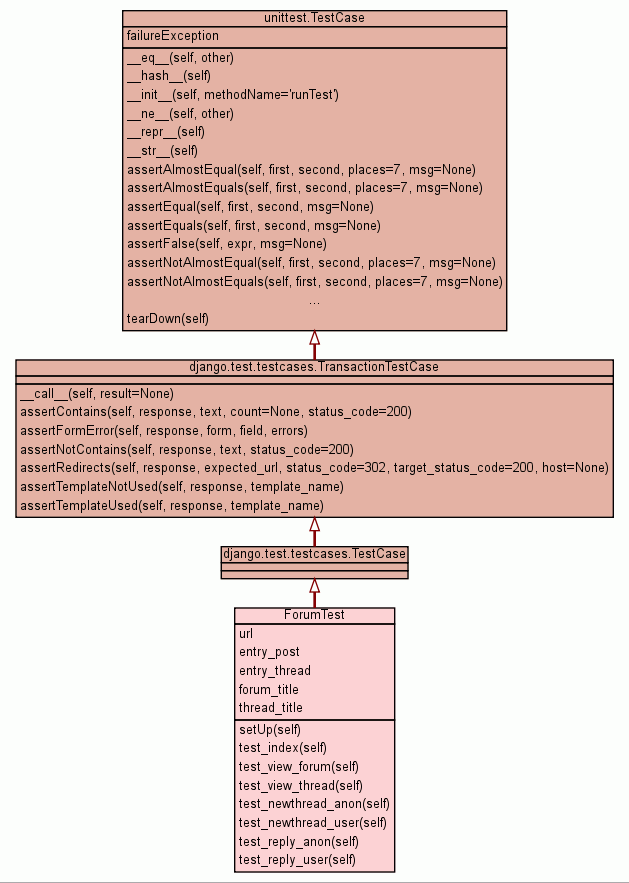 unittest.TestCase
failureException
__eq__(self, other)
__hash__(self)
__init__(self, methodName='runTest')
__ne__(self, other)
__repr__(self)
__str__(self)
assertAlmostEqual(self, first, second, places=7, msg=None)
assertAlmostEquals(self, first, second, places=7, msg=None)
assertEqual(self, first, second, msg=None)
assertEquals(self, first, second, msg=None)
assertFalse(self, expr, msg=None)
assertNotAlmostEqual(self, first, second, places=7, msg=None)
assertNotAlmostEquals(self, first, second, places=7, msg=None)
...
tearDown(self)
django.test.testcases.TransactionTestCase
__call__(self, result=None)
assertContains(self, response, text, count=None, status_code=200)
assertFormError(self, response, form, field, errors)
assertNotContains(self, response, text, status_code=200)
assertRedirects(self, response, expected_url, status_code=302, target_status_code=200, host=None)
assertTemplateNotUsed(self, response, template_name)
assertTemplateUsed(self, response, template_name)
django.test.testcases.TestCase
ForumTest
url
entry_post
entry_thread
forum_title
thread_title
setUp(self)
test_index(self)
test_view_forum(self)
test_view_thread(self)
test_newthread_anon(self)
test_newthread_user(self)
test_reply_anon(self)
test_reply_user(self)